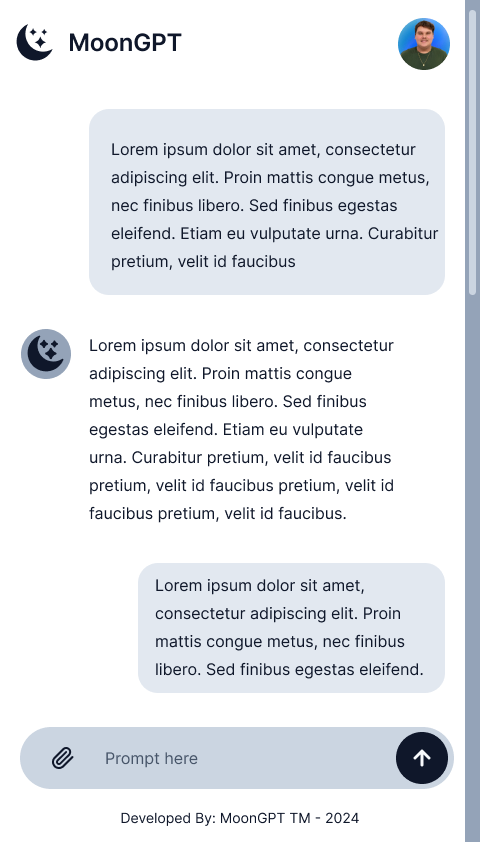 MoonGPT
Lorem ipsum dolor sit amet, consectetur
adipiscing elit. Proin mattis congue metus,
nec finibus libero. Sed finibus egestas
eleifend. Etiam eu vulputate urna. Curabitur
pretium, velit id faucibus
Lorem ipsum dolor sit amet, consectetur
adipiscing elit. Proin mattis congue
metus, nec finibus libero. Sed finibus
egestas eleifend. Etiam eu vulputate
urna. Curabitur pretium, velit id faucibus
pretium, velit id faucibus pretium, velit id
faucibus pretium, velit id faucibus.
Lorem ipsum dolor sit amet,
consectetur adipiscing elit. Proin
mattis congue metus, nec finibus
libero. Sed finibus egestas eleifend.
Prompt here
Developed By: MoonGPT TM - 2024